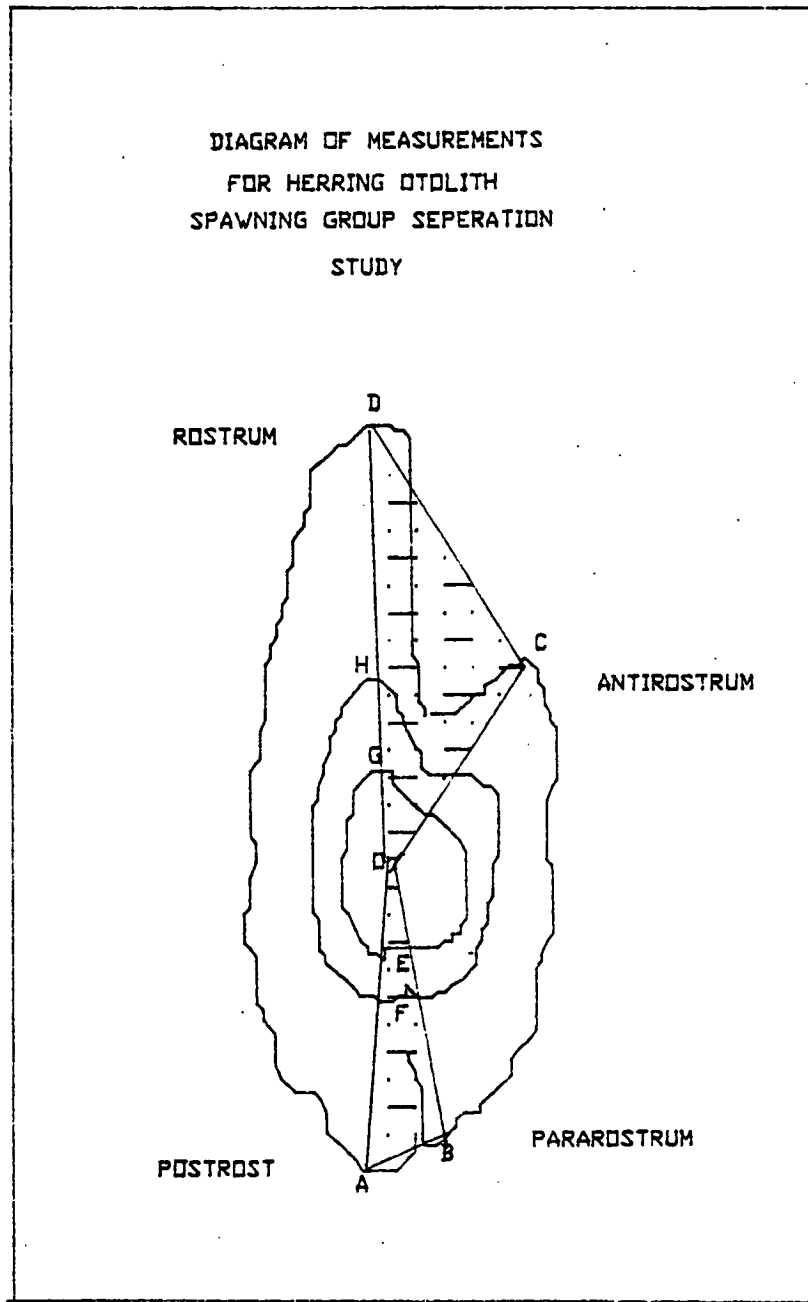 DIAGRAM OF MEASUREMENTS
FOR HERRING OTOLITH
SPAWNING GROUP SEPERATION
STUDY
D
ROSTRUM
C
H
ANTIROSTRUM
G
O
E
F
B
PARAROSTRUM
POSTROST
A